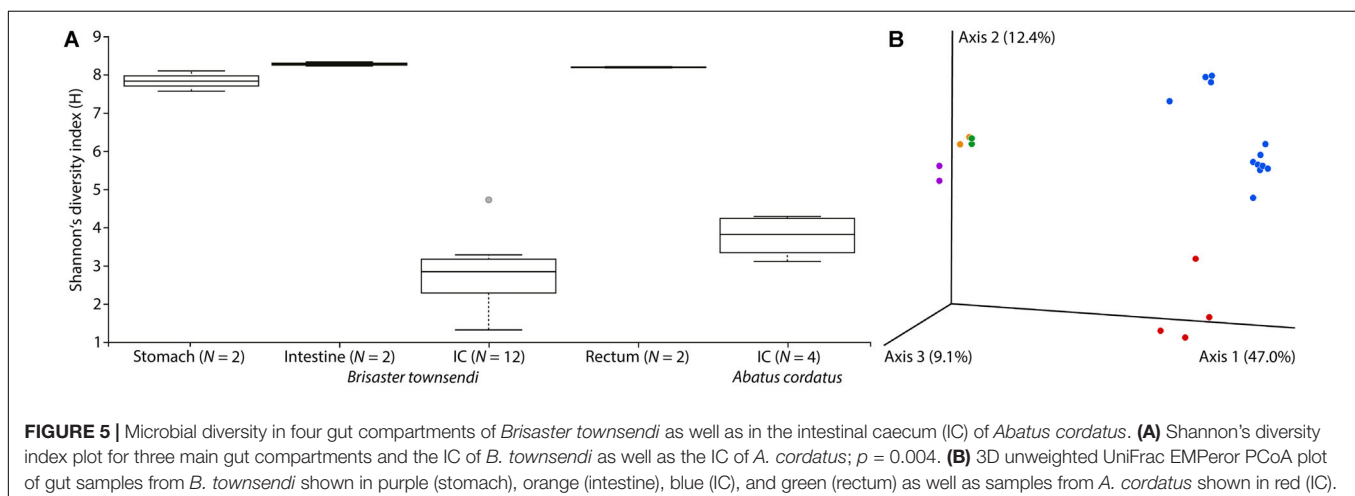 A
B
9
8
7
6
5
4
3
2
1
Shannon's diversity index (H)
Stomach (N = 2) Intestine (N = 2) IC (N = 12) Rectum (N = 2) IC (N = 4)
Brisaster townsendi Abatus cordatus
Axis 2 (12.4%)
Axis 3 (9.1%)
Axis 1 (47.0%)
FIGURE 5 | Microbial diversity in four gut compartments of Brisaster townsendi as well as in the intestinal caecum (IC) of Abatus cordatus. (A) Shannon's diversity
index plot for three main gut compartments and the IC of B. townsendi as well as the IC of A. cordatus; p = 0.004. (B) 3D unweighted UniFrac EMPeror PCoA plot
of gut samples from B. townsendi shown in purple (stomach), orange (intestine), blue (IC), and green (rectum) as well as samples from A. cordatus shown in red (IC).